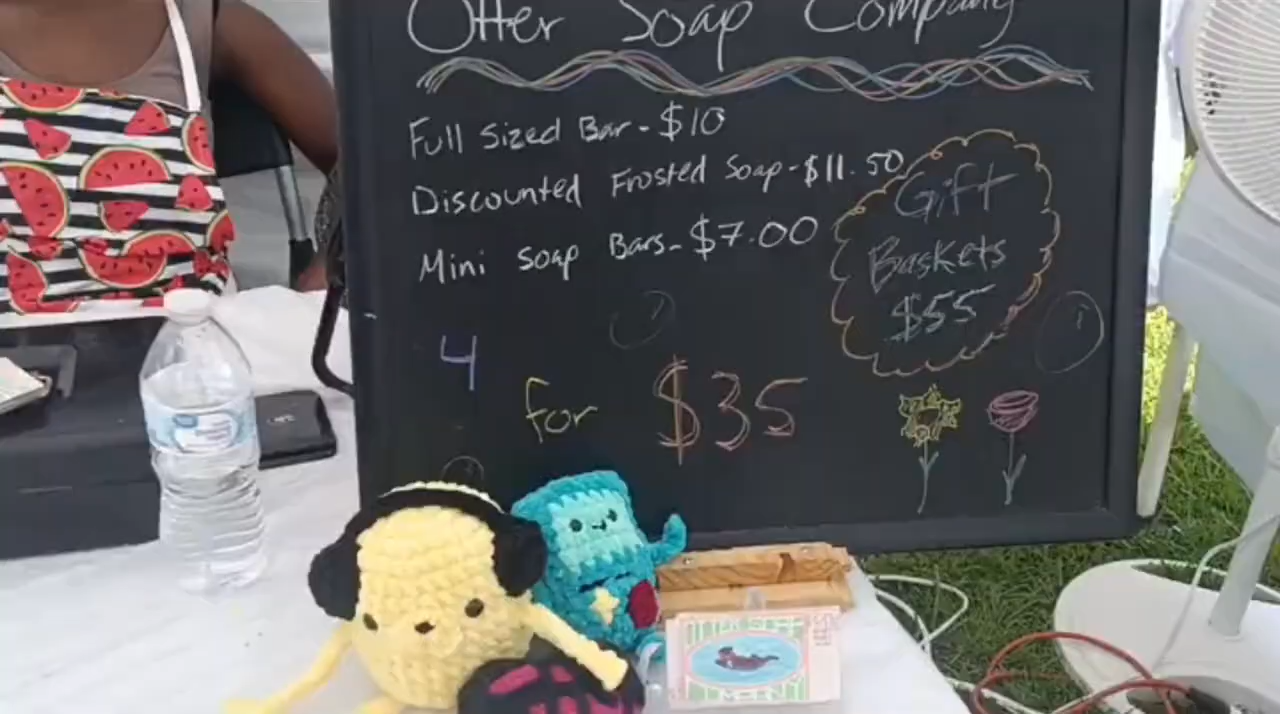 Otter Soap Company
Full Sized Bar - $10
Discounted Frosted Soap - $11.50
Mini Soap Bars - $7.00
Gift
Baskets
$55
4 for $35